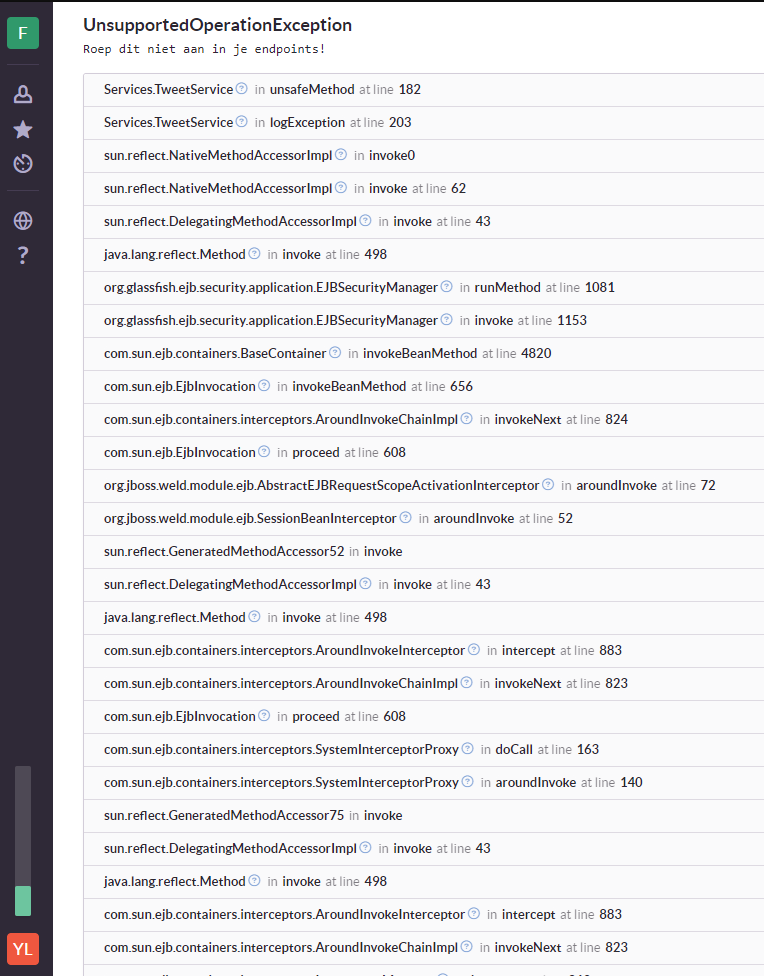 F
UnsupportedOperationException
Roep dit niet aan in je endpoints!
Services.TweetService ? in unsafeMethod at line 182
Services.TweetService ? in logException at line 203
sun.reflect.NativeMethodAccessorImpl ? in invoke0
sun.reflect.NativeMethodAccessorImpl ? in invoke at line 62
sun.reflect.DelegatingMethodAccessorImpl ? in invoke at line 43
java.lang.reflect.Method ? in invoke at line 498
org.glassfish.ejb.security.application.EJBSecurityManager ? in runMethod at line 1081
org.glassfish.ejb.security.application.EJBSecurityManager ? in invoke at line 1153
com.sun.ejb.containers.BaseContainer ? in invokeBeanMethod at line 4820
com.sun.ejb.EjbInvocation ? in invokeBeanMethod at line 656
com.sun.ejb.containers.interceptors.AroundInvokeChainImpl ? in invokeNext at line 824
com.sun.ejb.EjbInvocation ? in proceed at line 608
org.jboss.weld.module.ejb.AbstractEJBRequestScopeActivationInterceptor ? in aroundInvoke at line 72
org.jboss.weld.module.ejb.SessionBeanInterceptor ? in aroundInvoke at line 52
sun.reflect.GeneratedMethodAccessor52 in invoke
sun.reflect.DelegatingMethodAccessorImpl ? in invoke at line 43
java.lang.reflect.Method ? in invoke at line 498
com.sun.ejb.containers.interceptors.AroundInvokeInterceptor ? in intercept at line 883
com.sun.ejb.containers.interceptors.AroundInvokeChainImpl ? in invokeNext at line 823
com.sun.ejb.EjbInvocation ? in proceed at line 608
com.sun.ejb.containers.interceptors.SystemInterceptorProxy ? in doCall at line 163
com.sun.ejb.containers.interceptors.SystemInterceptorProxy ? in aroundInvoke at line 140
sun.reflect.GeneratedMethodAccessor75 in invoke
sun.reflect.DelegatingMethodAccessorImpl ? in invoke at line 43
java.lang.reflect.Method ? in invoke at line 498
com.sun.ejb.containers.interceptors.AroundInvokeInterceptor ? in intercept at line 883
com.sun.ejb.containers.interceptors.AroundInvokeChainImpl ? in invokeNext at line 823
?
YL